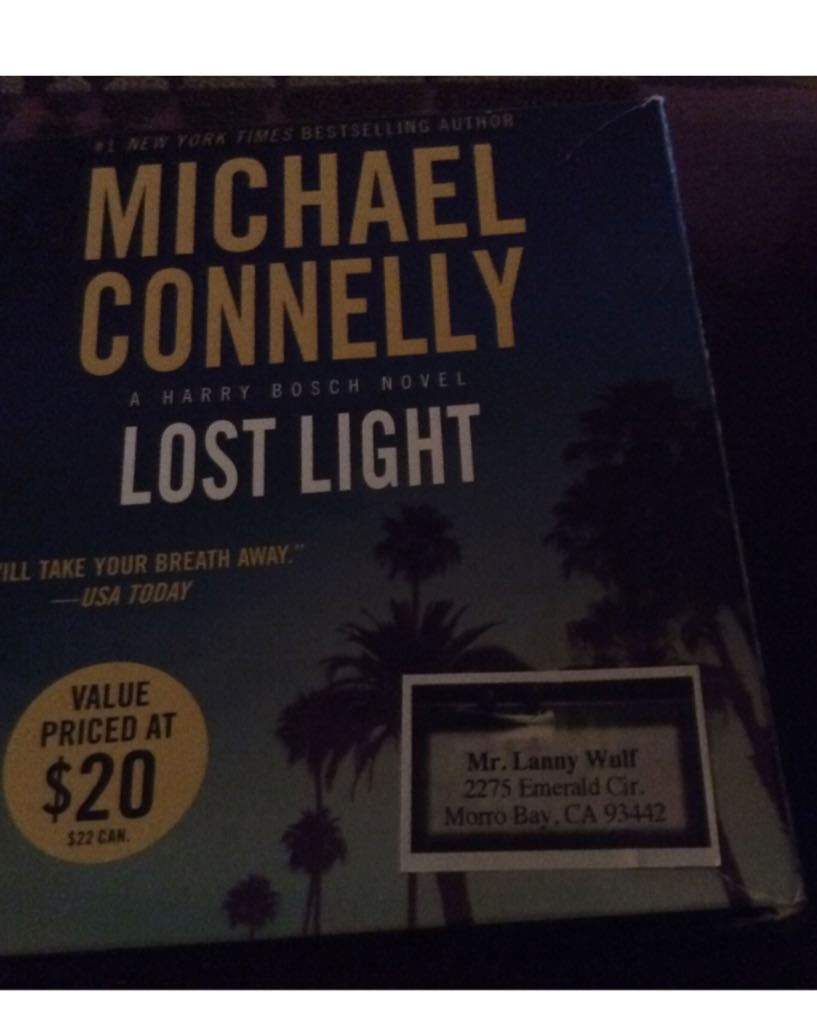 #1 NEW YORK TIMES BESTSELLING AUTHOR
MICHAEL
CONNELLY
A HARRY BOSCH NOVEL
LOST LIGHT
ILL TAKE YOUR BREATH AWAY."
—USA TODAY
VALUE
PRICED AT
$20
$22 CAN.
Mr. Lanny Wulf
2275 Emerald Cir.
Morro Bay, CA 93442